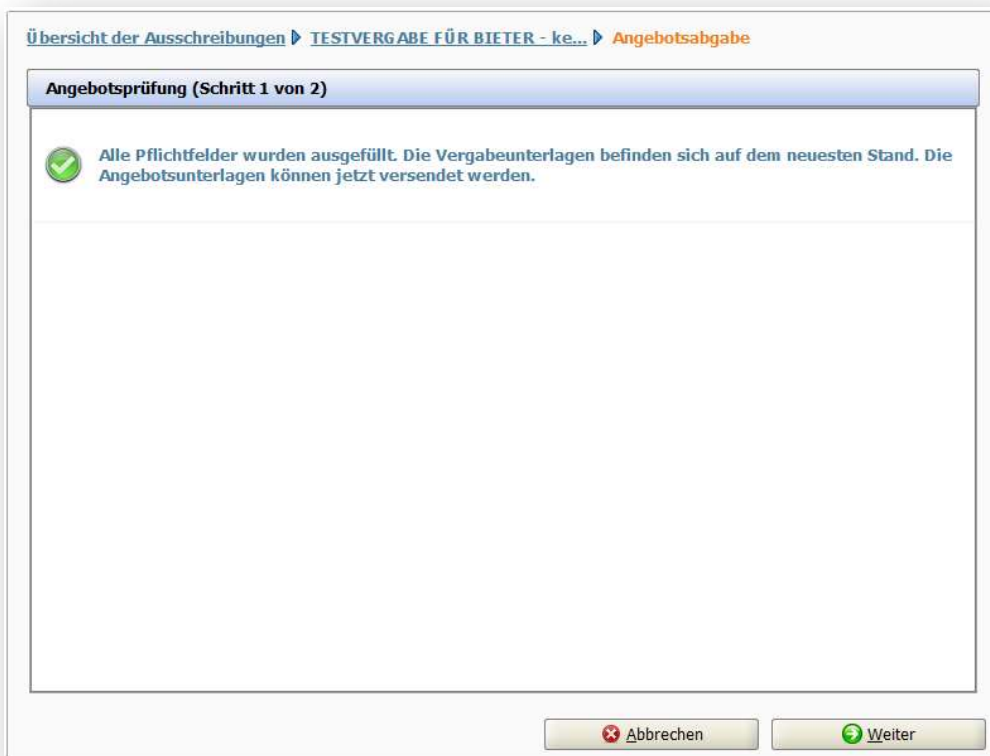 Übersicht der Ausschreibungen TESTVERGABE FÜR BIETER - ke... Angebotsabgabe
Angebotsprüfung (Schritt 1 von 2)
Alle Pflichtfelder wurden ausgefüllt. Die Vergabeunterlagen befinden sich auf dem neuesten Stand. Die
Angebotsunterlagen können jetzt versendet werden.
Abbrechen Weiter